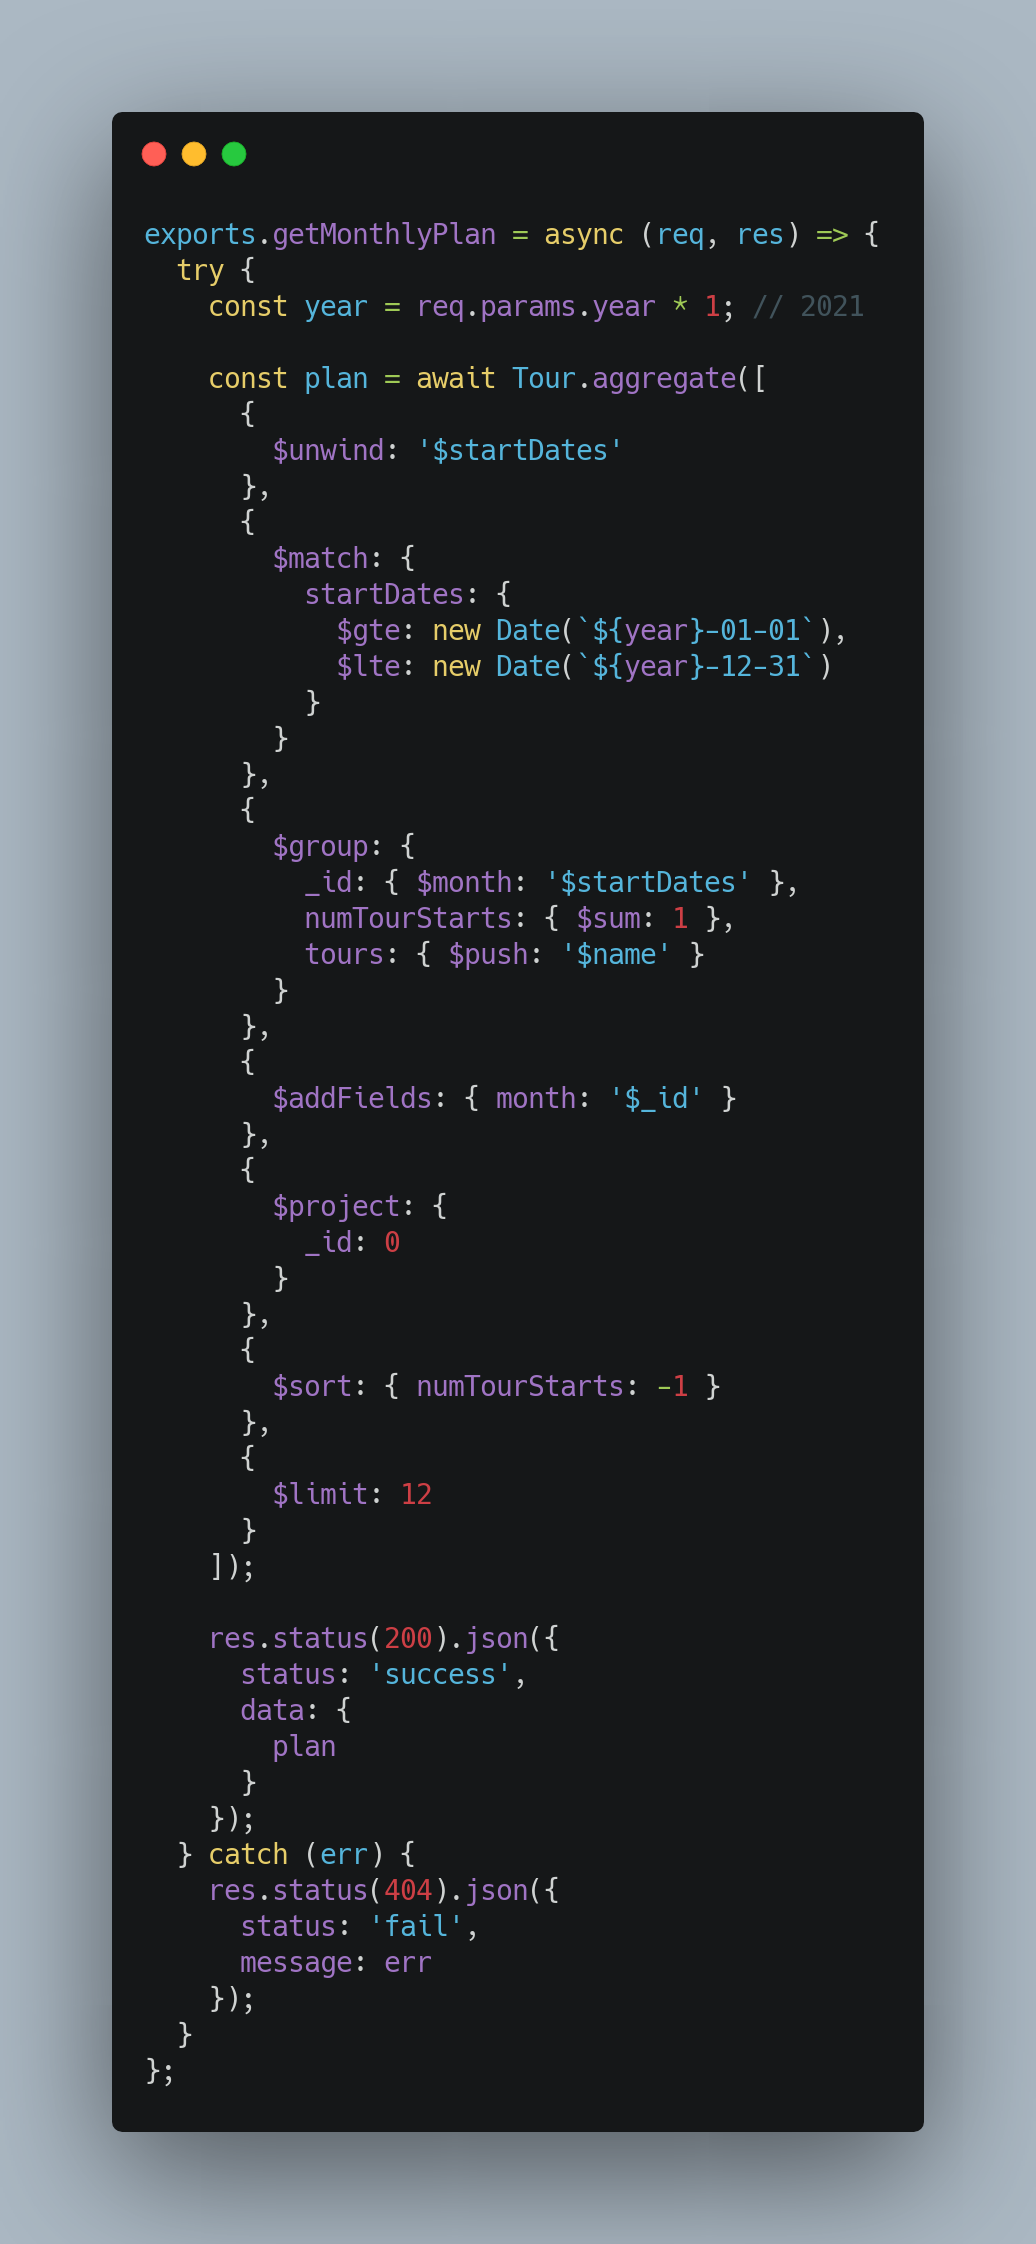 exports.getMonthlyPlan = async (req, res) => {
  try {
    const year = req.params.year * 1; // 2021

    const plan = await Tour.aggregate([
      {
        $unwind: '$startDates'
      },
      {
        $match: {
          startDates: {
            $gte: new Date(`${year}-01-01`),
            $lte: new Date(`${year}-12-31`)
          }
        }
      },
      {
        $group: {
          _id: { $month: '$startDates' },
          numTourStarts: { $sum: 1 },
          tours: { $push: '$name' }
        }
      },
      {
        $addFields: { month: '$_id' }
      },
      {
        $project: {
          _id: 0
        }
      },
      {
        $sort: { numTourStarts: -1 }
      },
      {
        $limit: 12
      }
    ]);

    res.status(200).json({
      status: 'success',
      data: {
        plan
      }
    });
  } catch (err) {
    res.status(404).json({
      status: 'fail',
      message: err
    });
  }
};